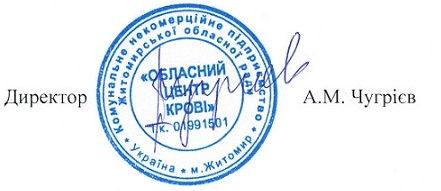 Комунальне некомерційне підприємство
Житомирської обласної ради
Директор
«ОБЛАСНИЙ
ЦЕНТР
КРОВІ»
І.к. 01991501
А.М. Чугрієв
* Україна * м.Житомир *